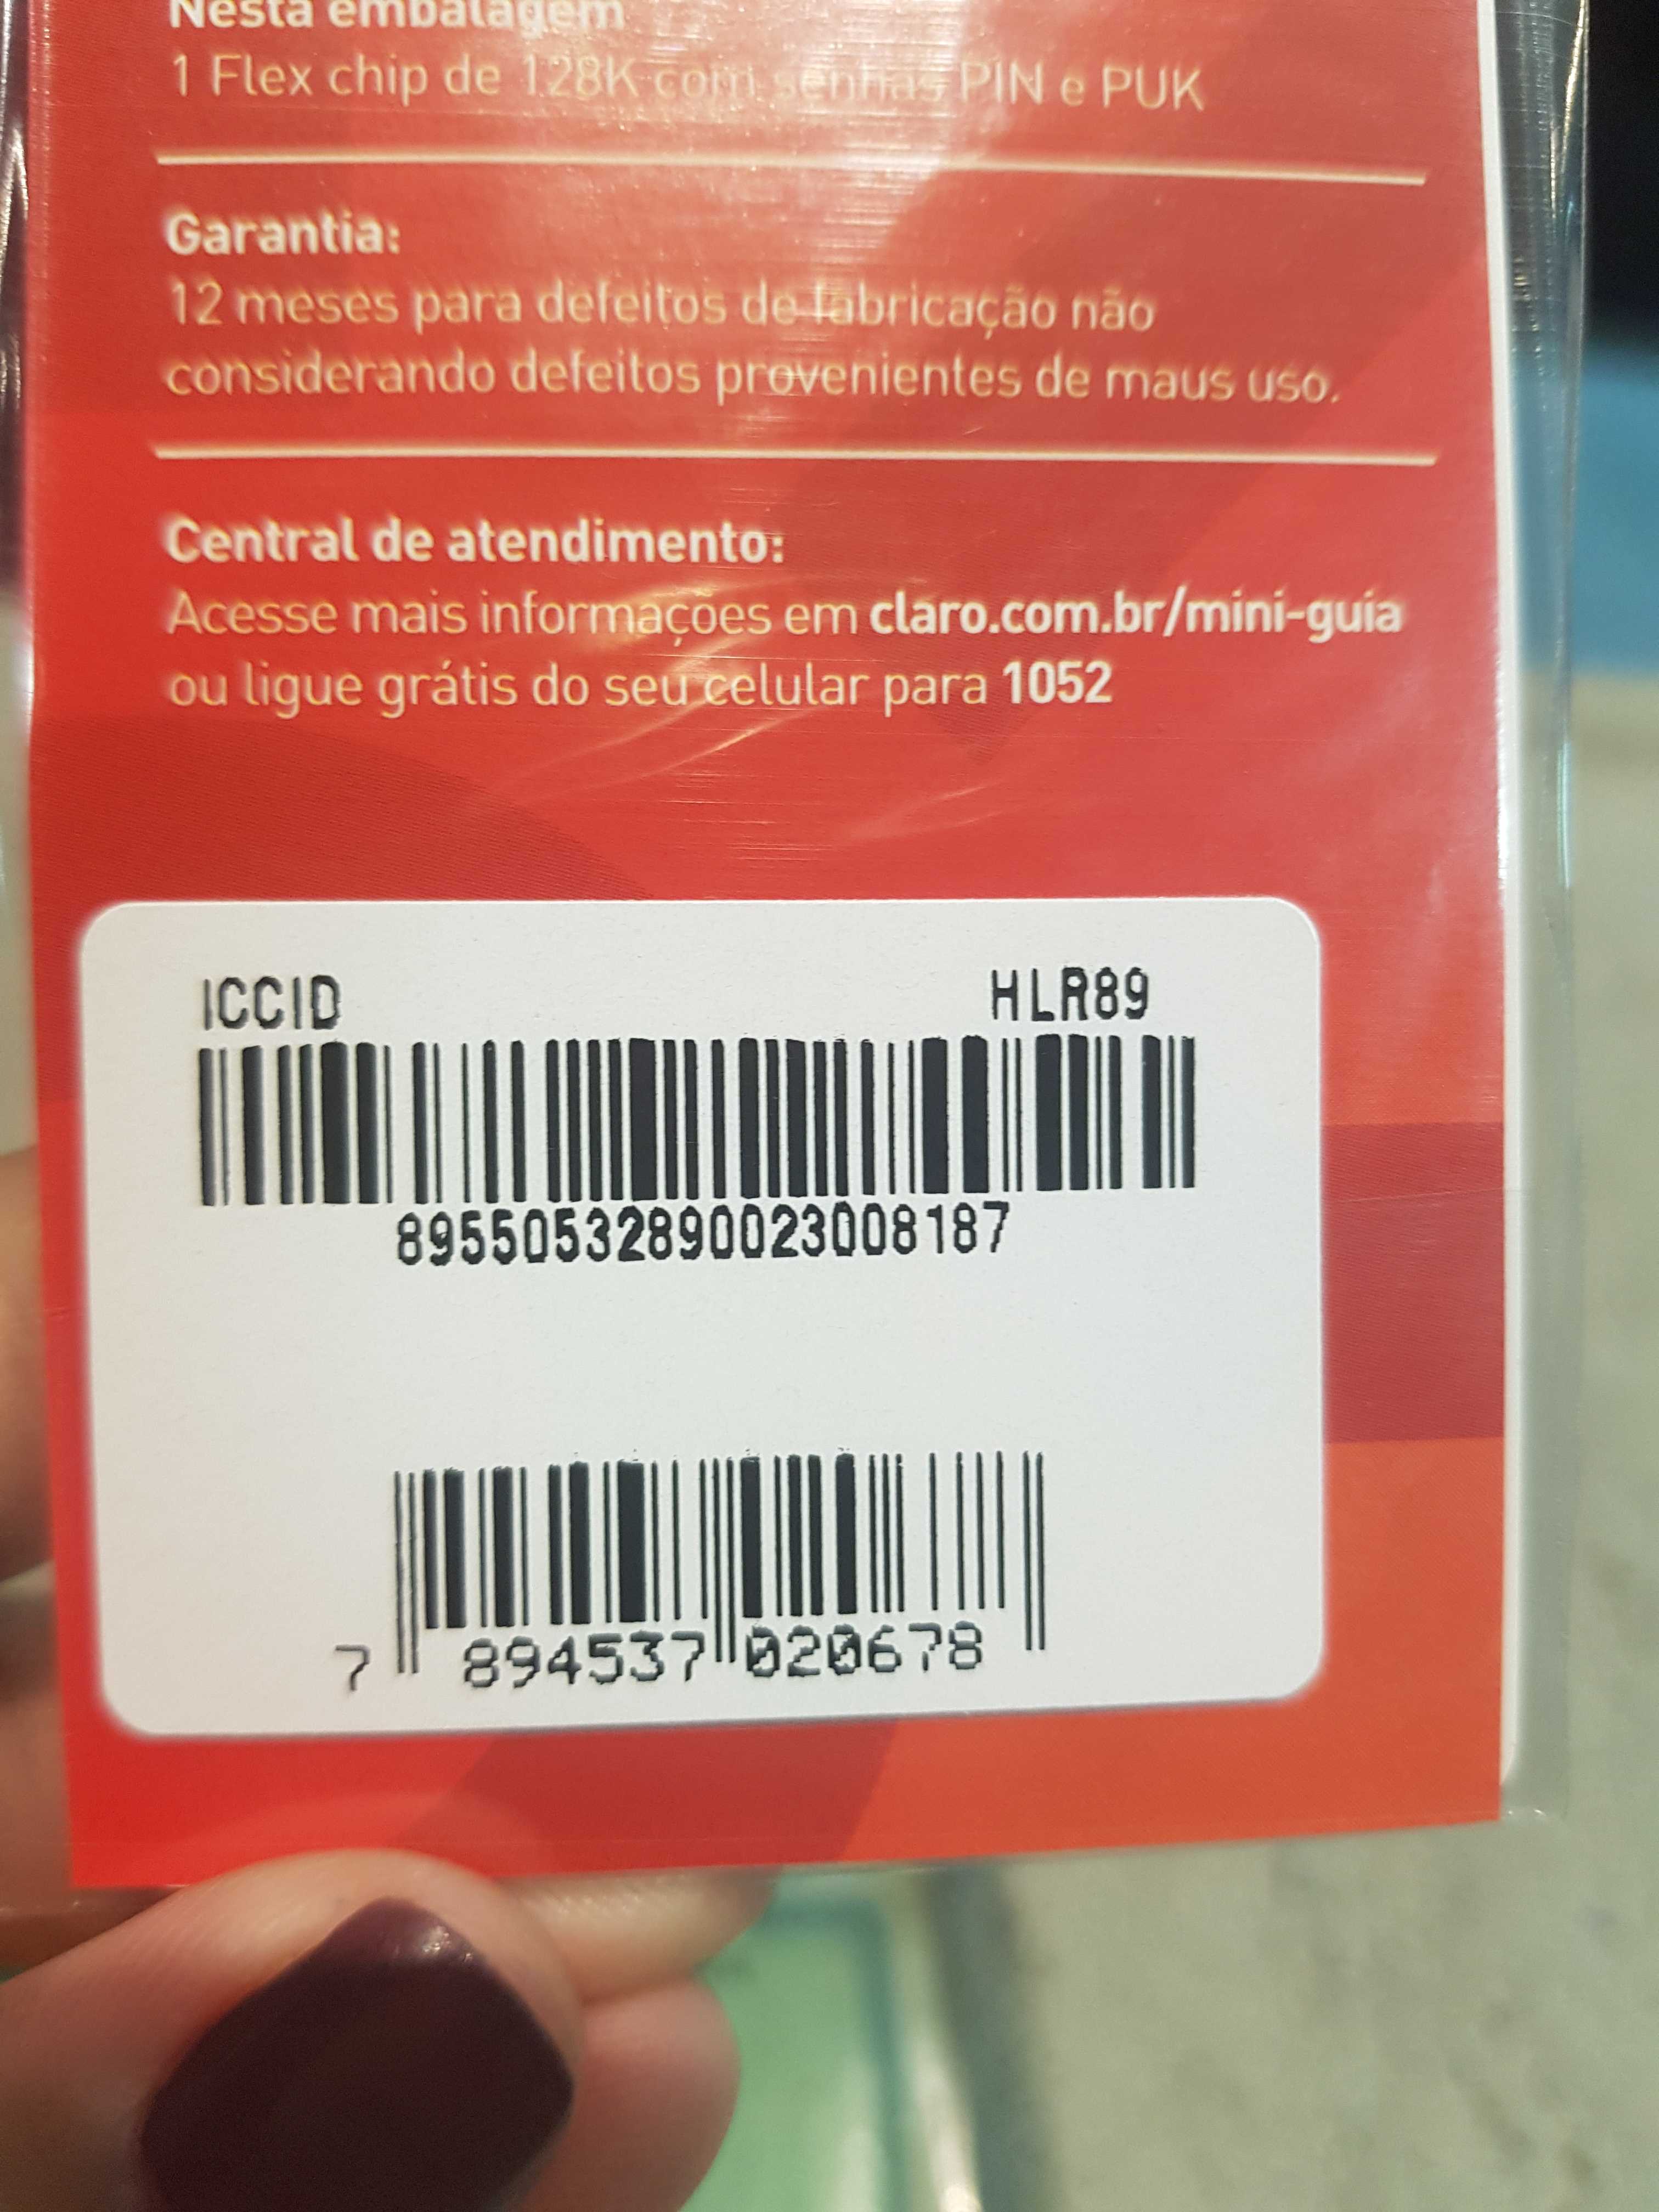 Nesta embalagem
1 Flex chip de 128K com senhas PIN e PUK
Garantia:
12 meses para defeitos de fabricação não
considerando defeitos provenientes de maus uso.
Central de atendimento:
Acesse mais informações em claro.com.br/mini-guia
ou ligue grátis do seu celular para 1052
ICCID HLR89
89550532890023008187
7 894537 020678